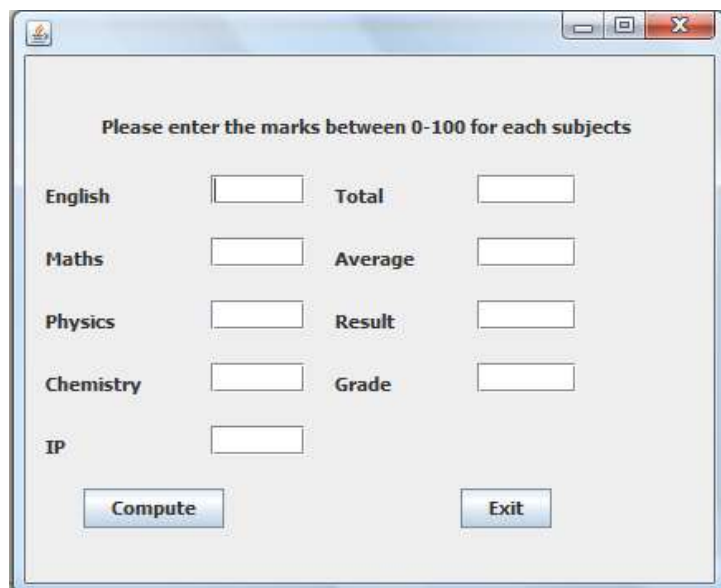 Please enter the marks between 0-100 for each subjects
English Total
Maths Average
Physics Result
Chemistry Grade
IP
Compute Exit